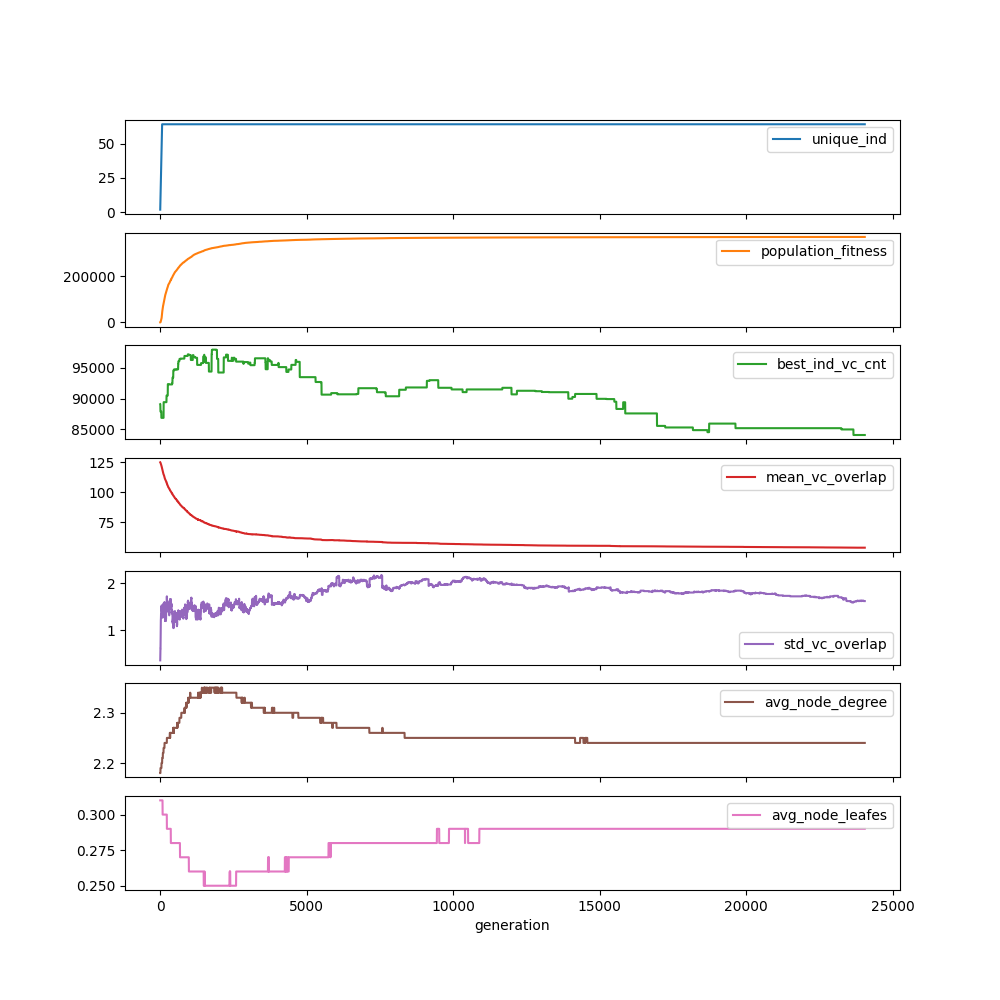 50
25
0
unique_ind
200000
0
population_fitness
95000
90000
85000
best_ind_vc_cnt
125
100
75
mean_vc_overlap
2
1
std_vc_overlap
2.3
2.2
avg_node_degree
0.300
0.275
0.250
avg_node_leafes
0 5000 10000 15000 20000 25000
generation